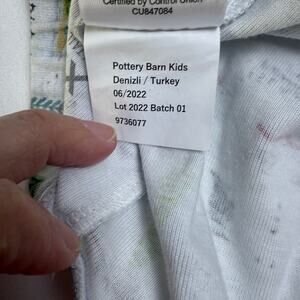 Certified by Control Union
CU847084
Pottery Barn Kids
Denizli / Turkey
06/2022
Lot 2022 Batch 01
9736077